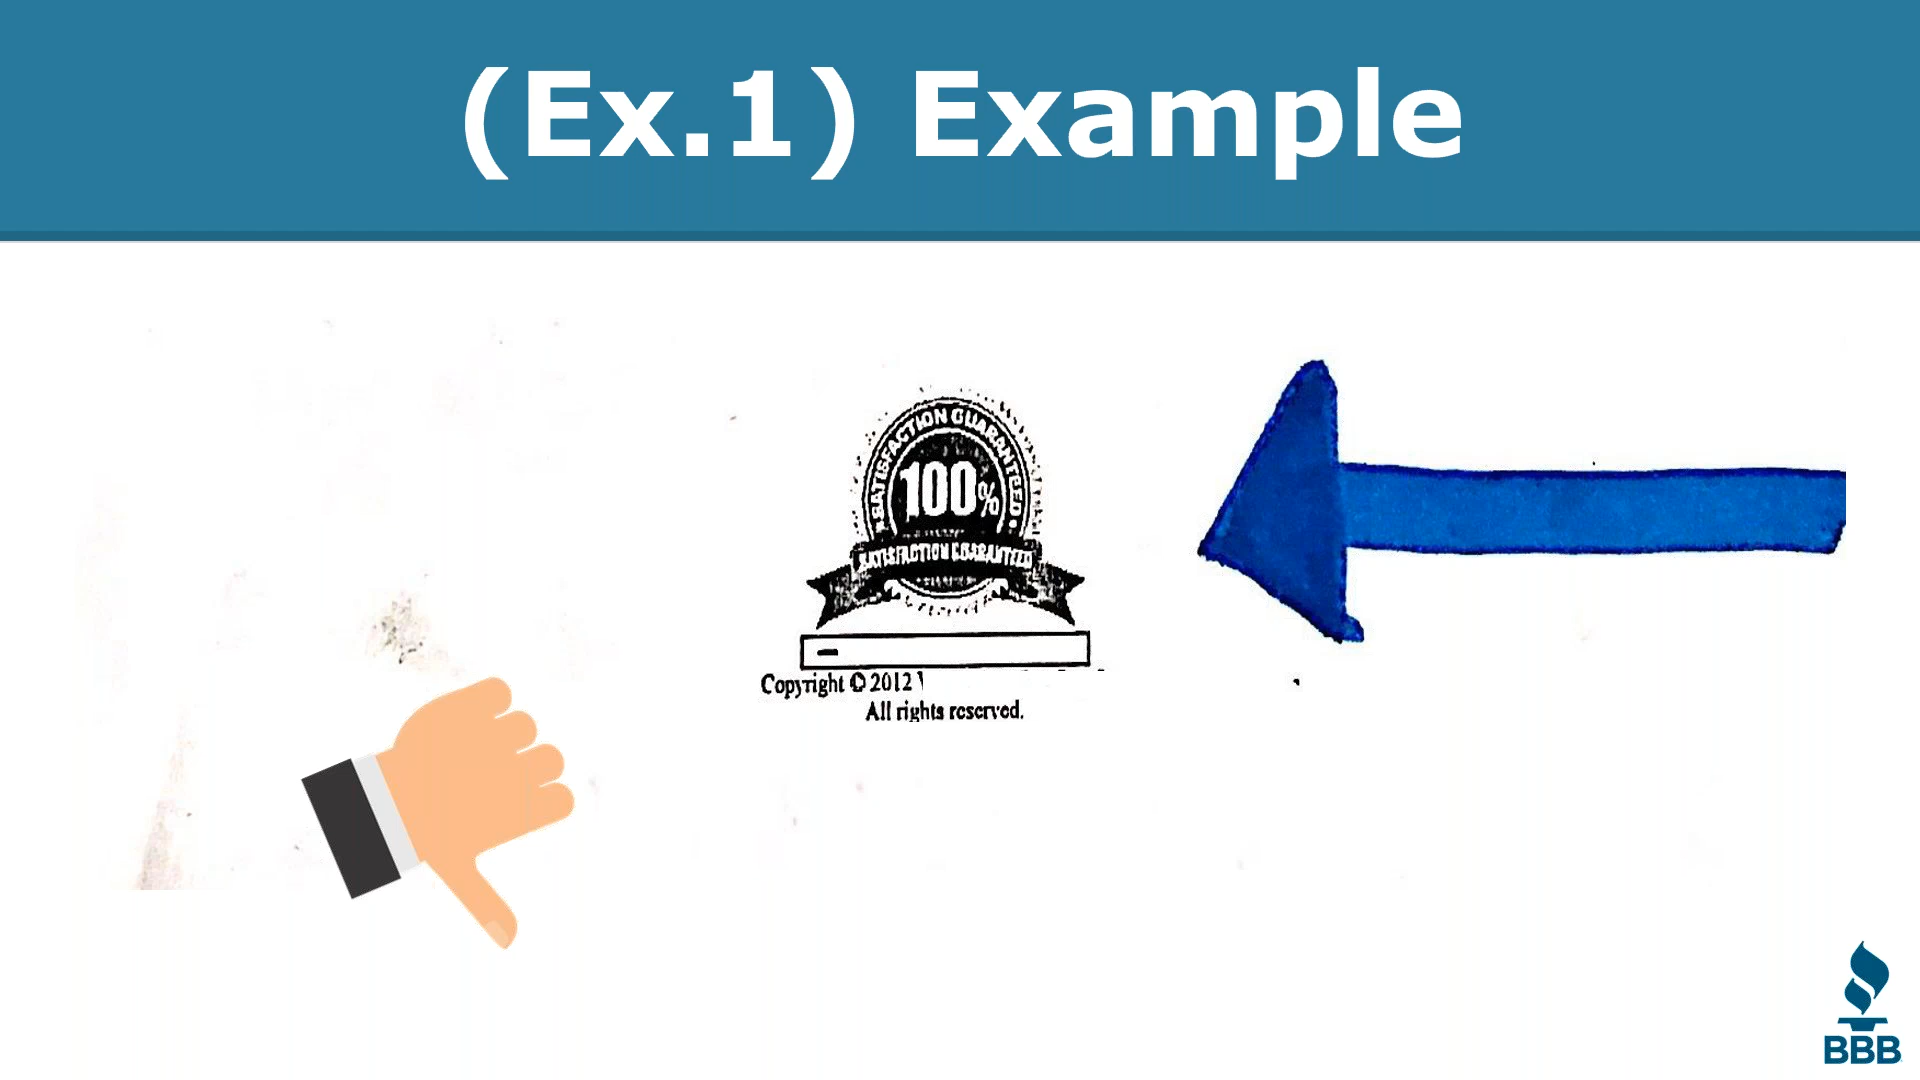 (Ex.1) Example
SATISFACTION GUARANTEED
100%
SATISFACTION GUARANTEED
Copyright © 2012
All rights reserved.
BBB